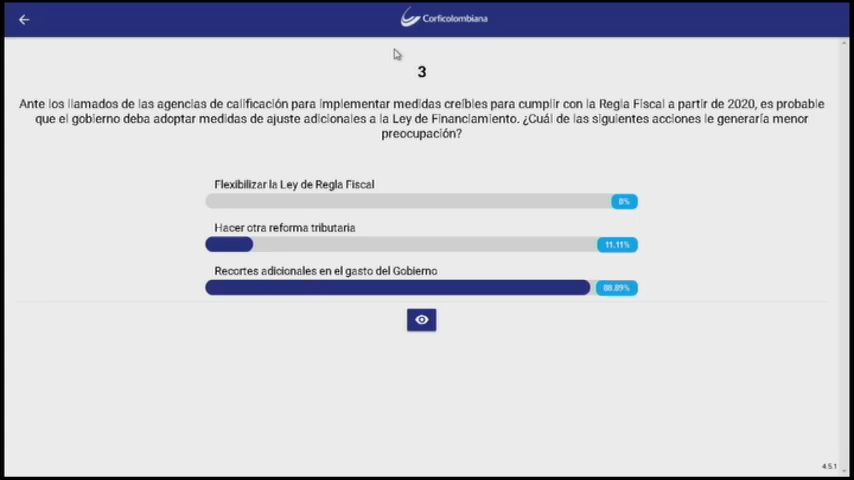 Corficolombiana
3
Ante los llamados de las agencias de calificación para implementar medidas creíbles para cumplir con la Regla Fiscal a partir de 2020, es probable
que el gobierno deba adoptar medidas de ajuste adicionales a la Ley de Financiamiento. ¿Cuál de las siguientes acciones le generaría menor
preocupación?
Flexibilizar la Ley de Regla Fiscal
0%
Hacer otra reforma tributaria
11.11%
Recortes adicionales en el gasto del Gobierno
88.89%
4.5.1